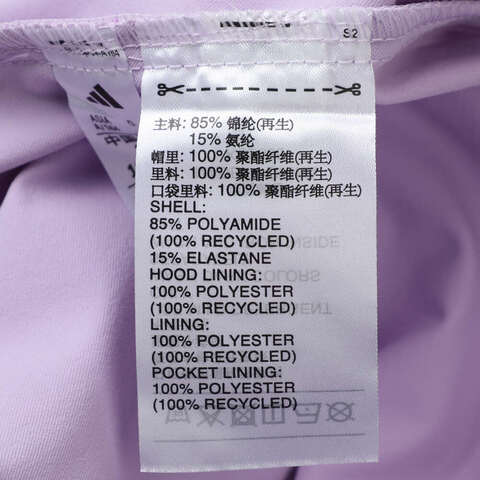 S2
主料: 85% 锦纶(再生)
15% 氨纶
帽里: 100% 聚酯纤维(再生)
里料: 100% 聚酯纤维(再生)
口袋里料: 100% 聚酯纤维(再生)
SHELL:
85% POLYAMIDE
(100% RECYCLED)
15% ELASTANE
HOOD LINING:
100% POLYESTER
(100% RECYCLED)
LINING:
100% POLYESTER
(100% RECYCLED)
POCKET LINING:
100% POLYESTER
(100% RECYCLED)